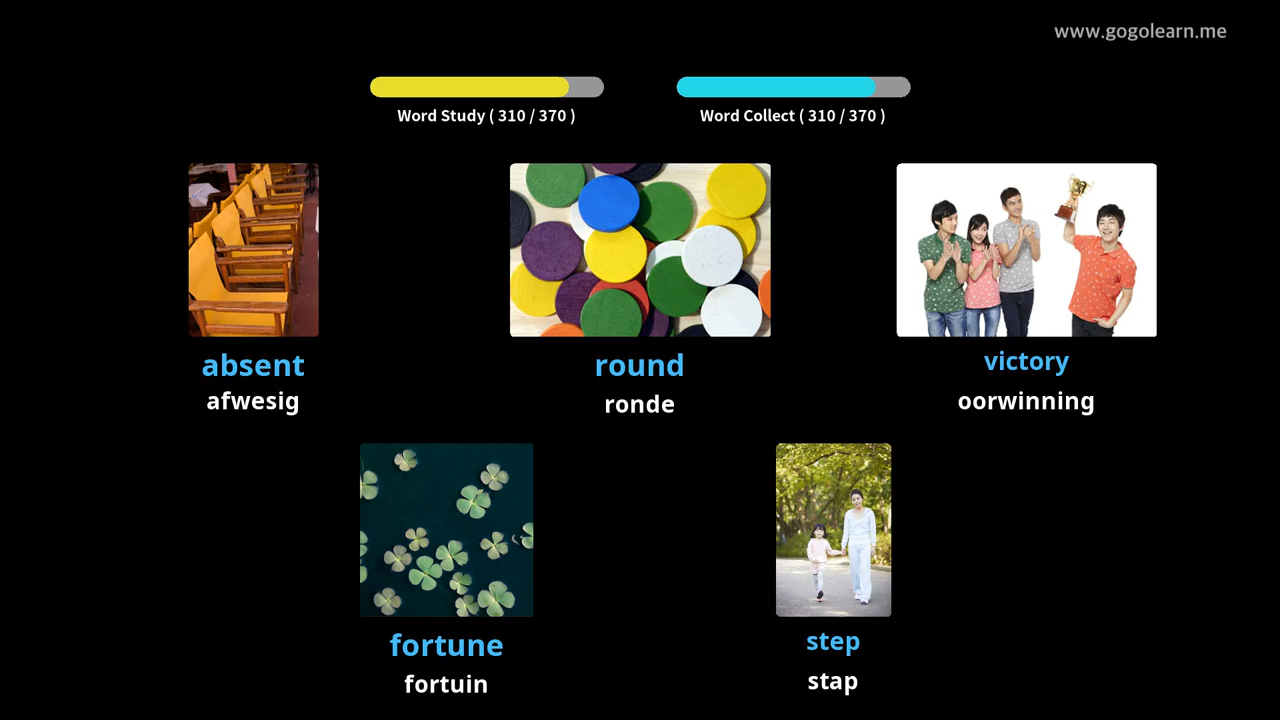 www.gogolearn.me
Word Study ( 310 / 370 )
Word Collect ( 310 / 370 )
absent
afwesig
round
ronde
victory
oorwinning
fortune
fortuin
step
stap